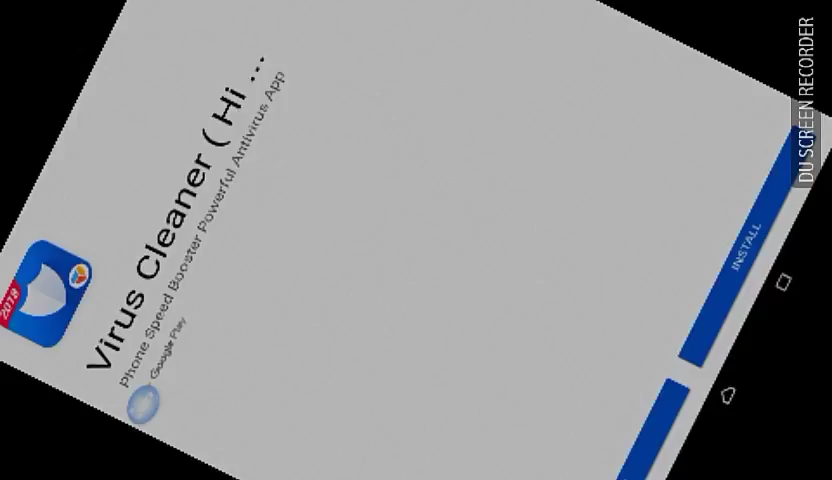 2018
Virus Cleaner ( Hi ...
Phone Speed Booster Powerful Antivirus App
Google Play
INSTALL
DU SCREEN RECORDER